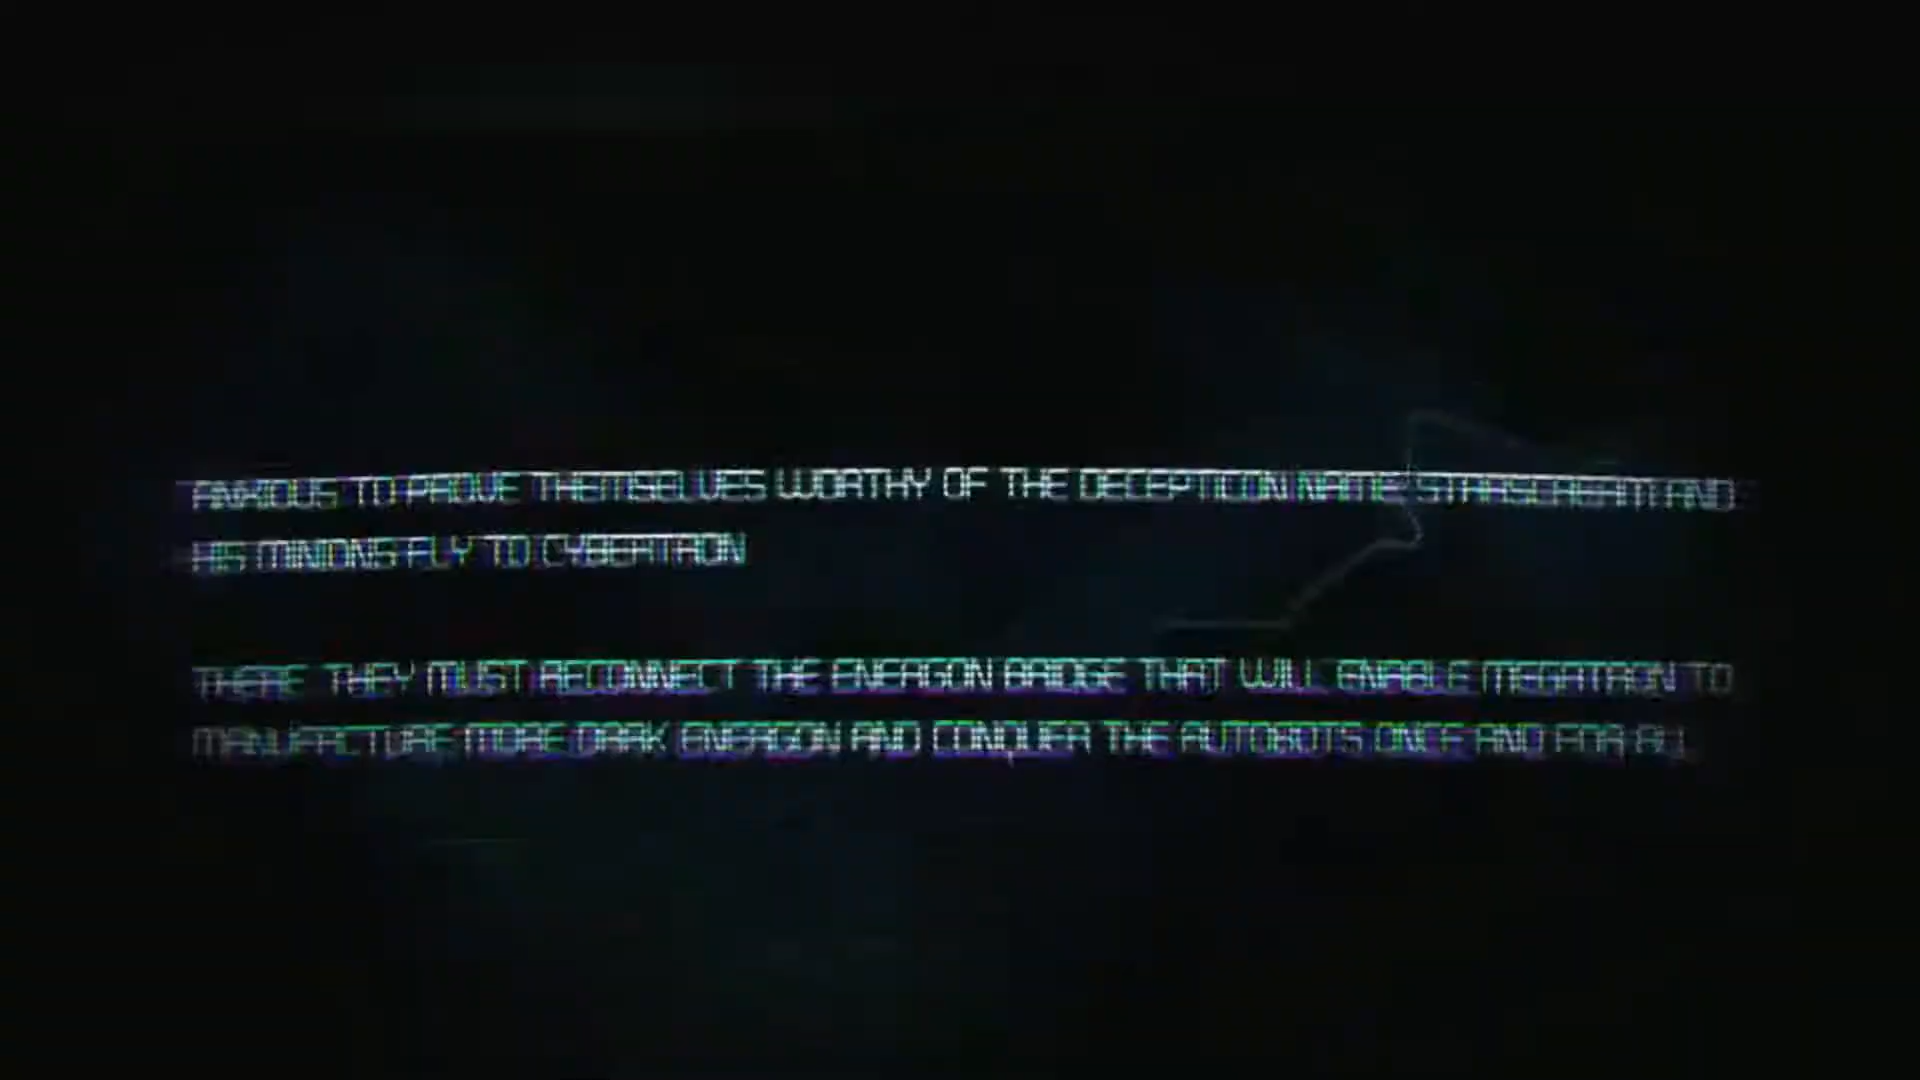 ANXIOUS TO PROVE THEMSELVES WORTHY OF THE DECEPTICON NAME STARSCREAM AND
HIS MINIONS FLY TO CYBERTRON
THERE THEY MUST RECONNECT THE ENERGON BRIDGE THAT WILL ENABLE MEGATRON TO
MANUFACTURE MORE DARK ENERGON AND CONQUER THE AUTOBOTS ONCE AND FOR ALL